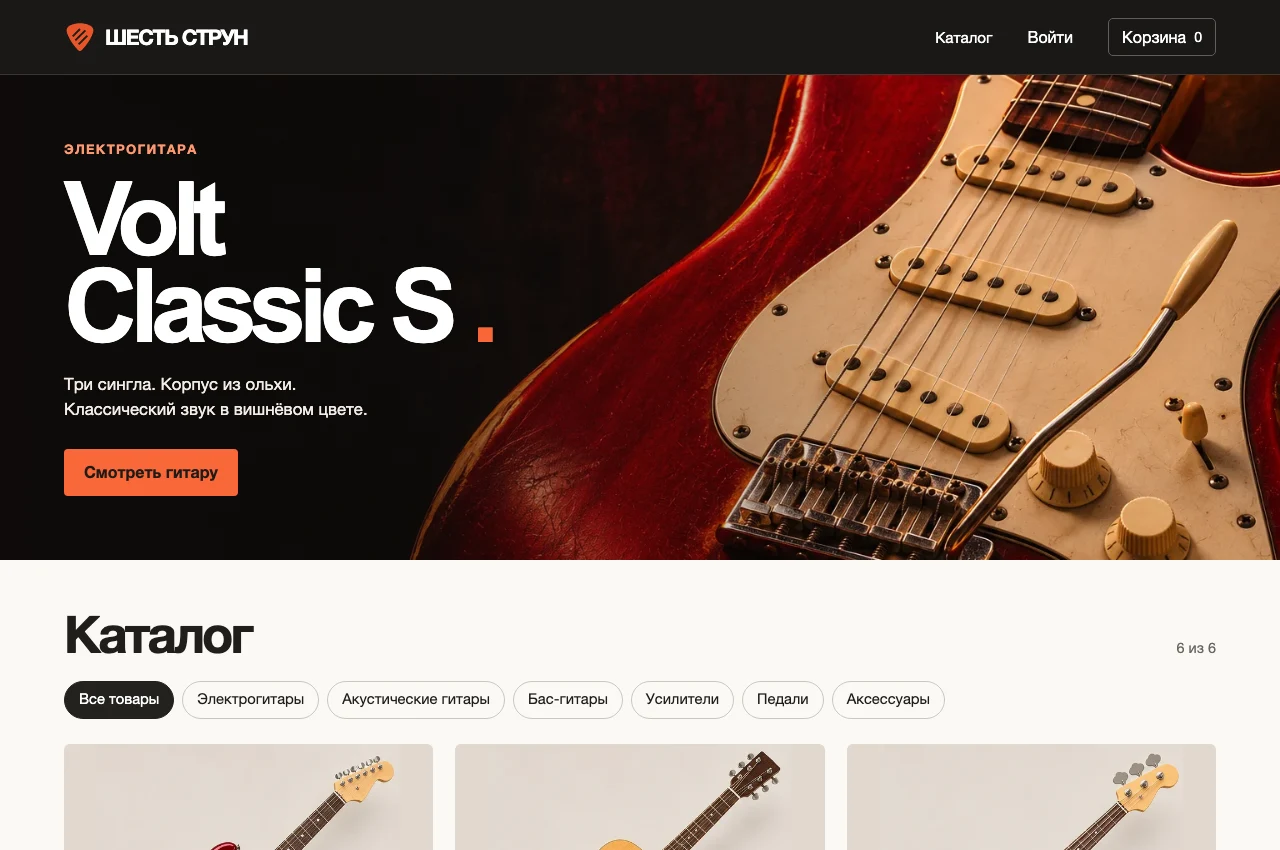 ШЕСТЬ СТРУН
Каталог
Войти
Корзина 0
ЭЛЕКТРОГИТАРА
Volt
Classic S .
Три сингла. Корпус из ольхи.
Классический звук в вишнёвом цвете.
Смотреть гитару
Каталог
6 из 6
Все товары
Электрогитары
Акустические гитары
Бас-гитары
Усилители
Педали
Аксессуары